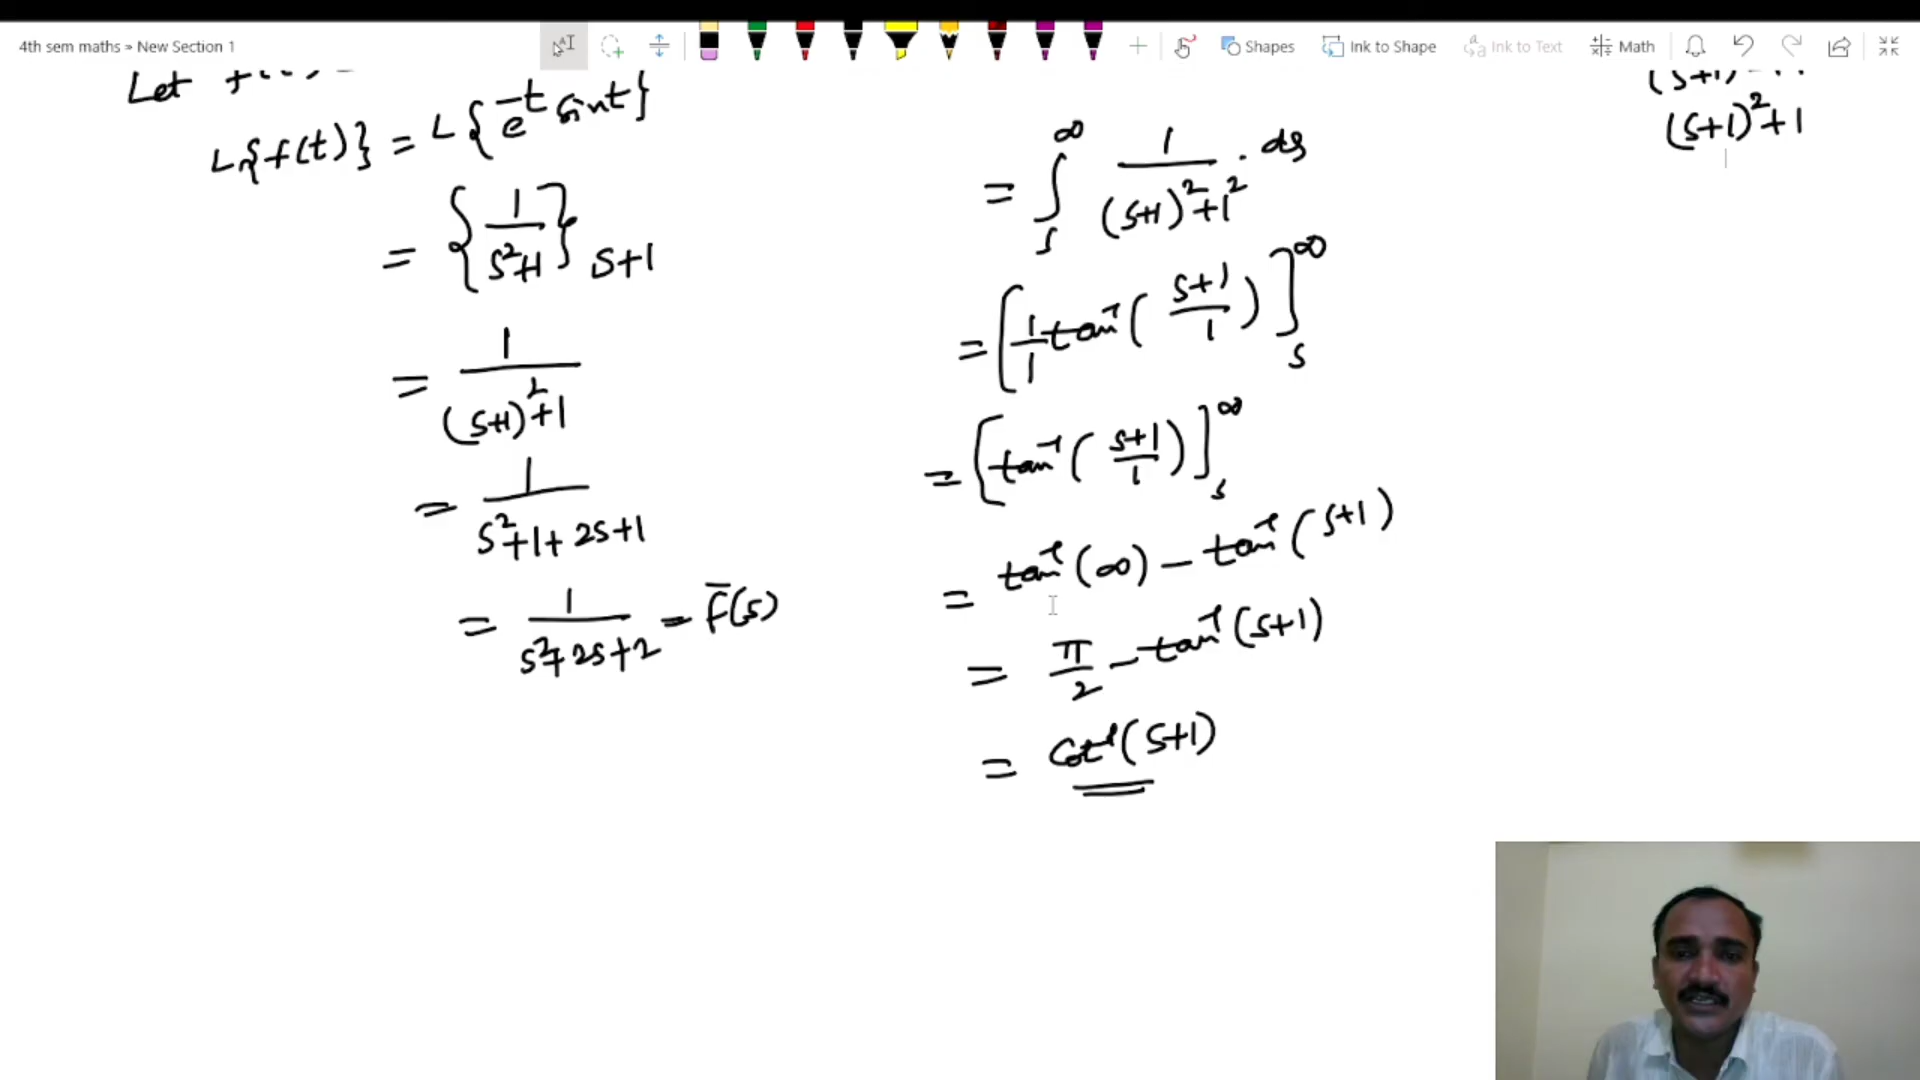 4th sem maths » New Section 1
Shapes
Ink to Shape
Ink to Text
Math
Let
L{f(t)} = L{e^-t sint}
= {1/s²+1} s+1
= 1/(s+1)²+1
= 1/s²+1+2s+1
= 1/s²+2s+2 = F̄(s)
= ∫_s^∞ 1/(s+1)²+1² . ds
= [1/1 tan⁻¹(s+1/1)]_s^∞
= [tan⁻¹(s+1/1)]_s^∞
= tan⁻¹(∞) – tan⁻¹(s+1)
= π/2 – tan⁻¹(s+1)
= cot⁻¹(s+1)
(s+1)²+1